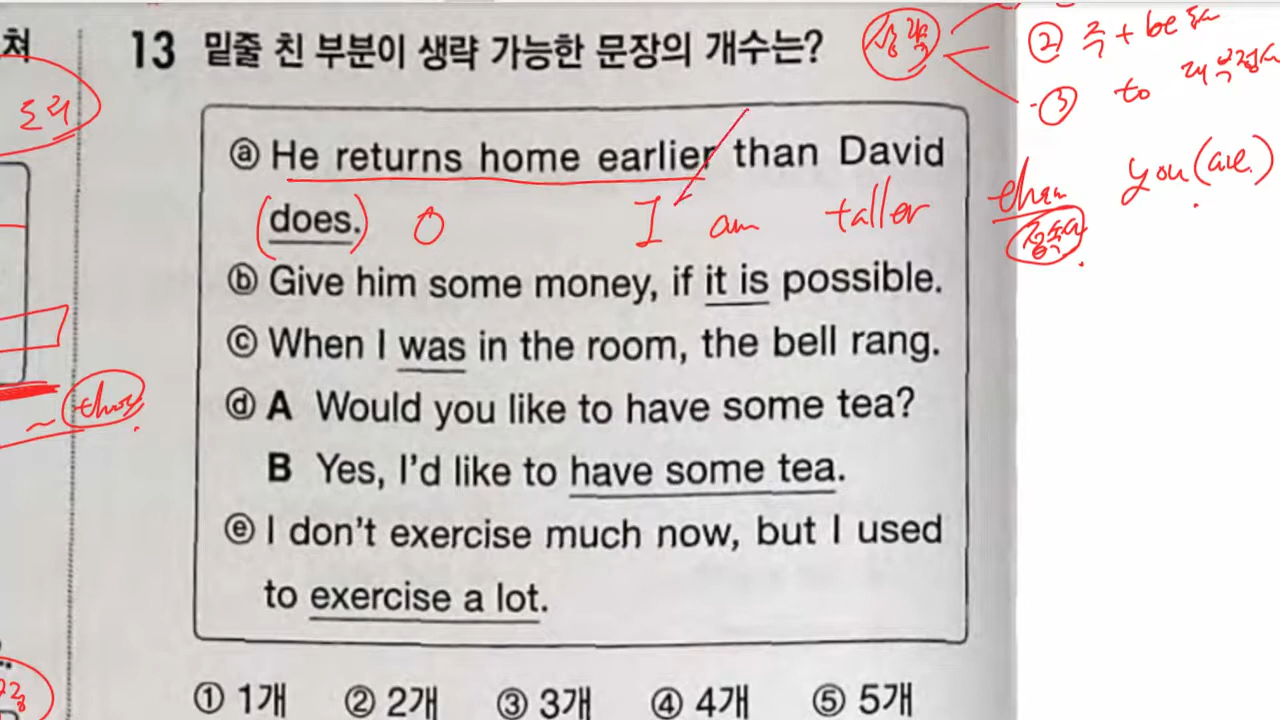 쳐
13 밑줄 친 부분이 생략 가능한 문장의 개수는?
생략
② 주 + be동사
③ to 대부정사
도치
ⓐ He returns home earlier than David
does. O
I am taller than you (are.)
접속사
ⓑ Give him some money, if it is possible.
ⓒ When I was in the room, the bell rang.
ⓓ A Would you like to have some tea?
B Yes, I'd like to have some tea.
ⓔ I don't exercise much now, but I used
to exercise a lot.
① 1개 ② 2개 ③ 3개 ④ 4개 ⑤ 5개